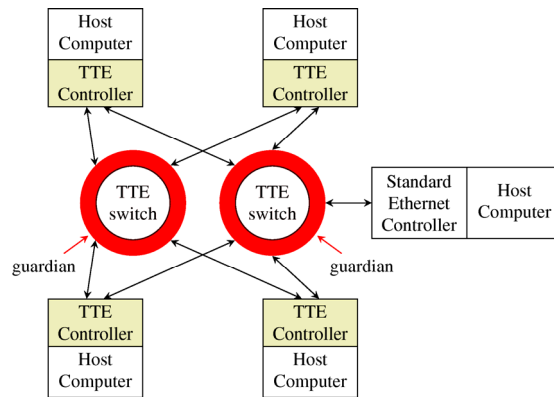 Host
Computer
TTE
Controller
Host
Computer
TTE
Controller
TTE
switch
TTE
switch
Standard
Ethernet
Controller
Host
Computer
guardian
guardian
TTE
Controller
Host
Computer
TTE
Controller
Host
Computer